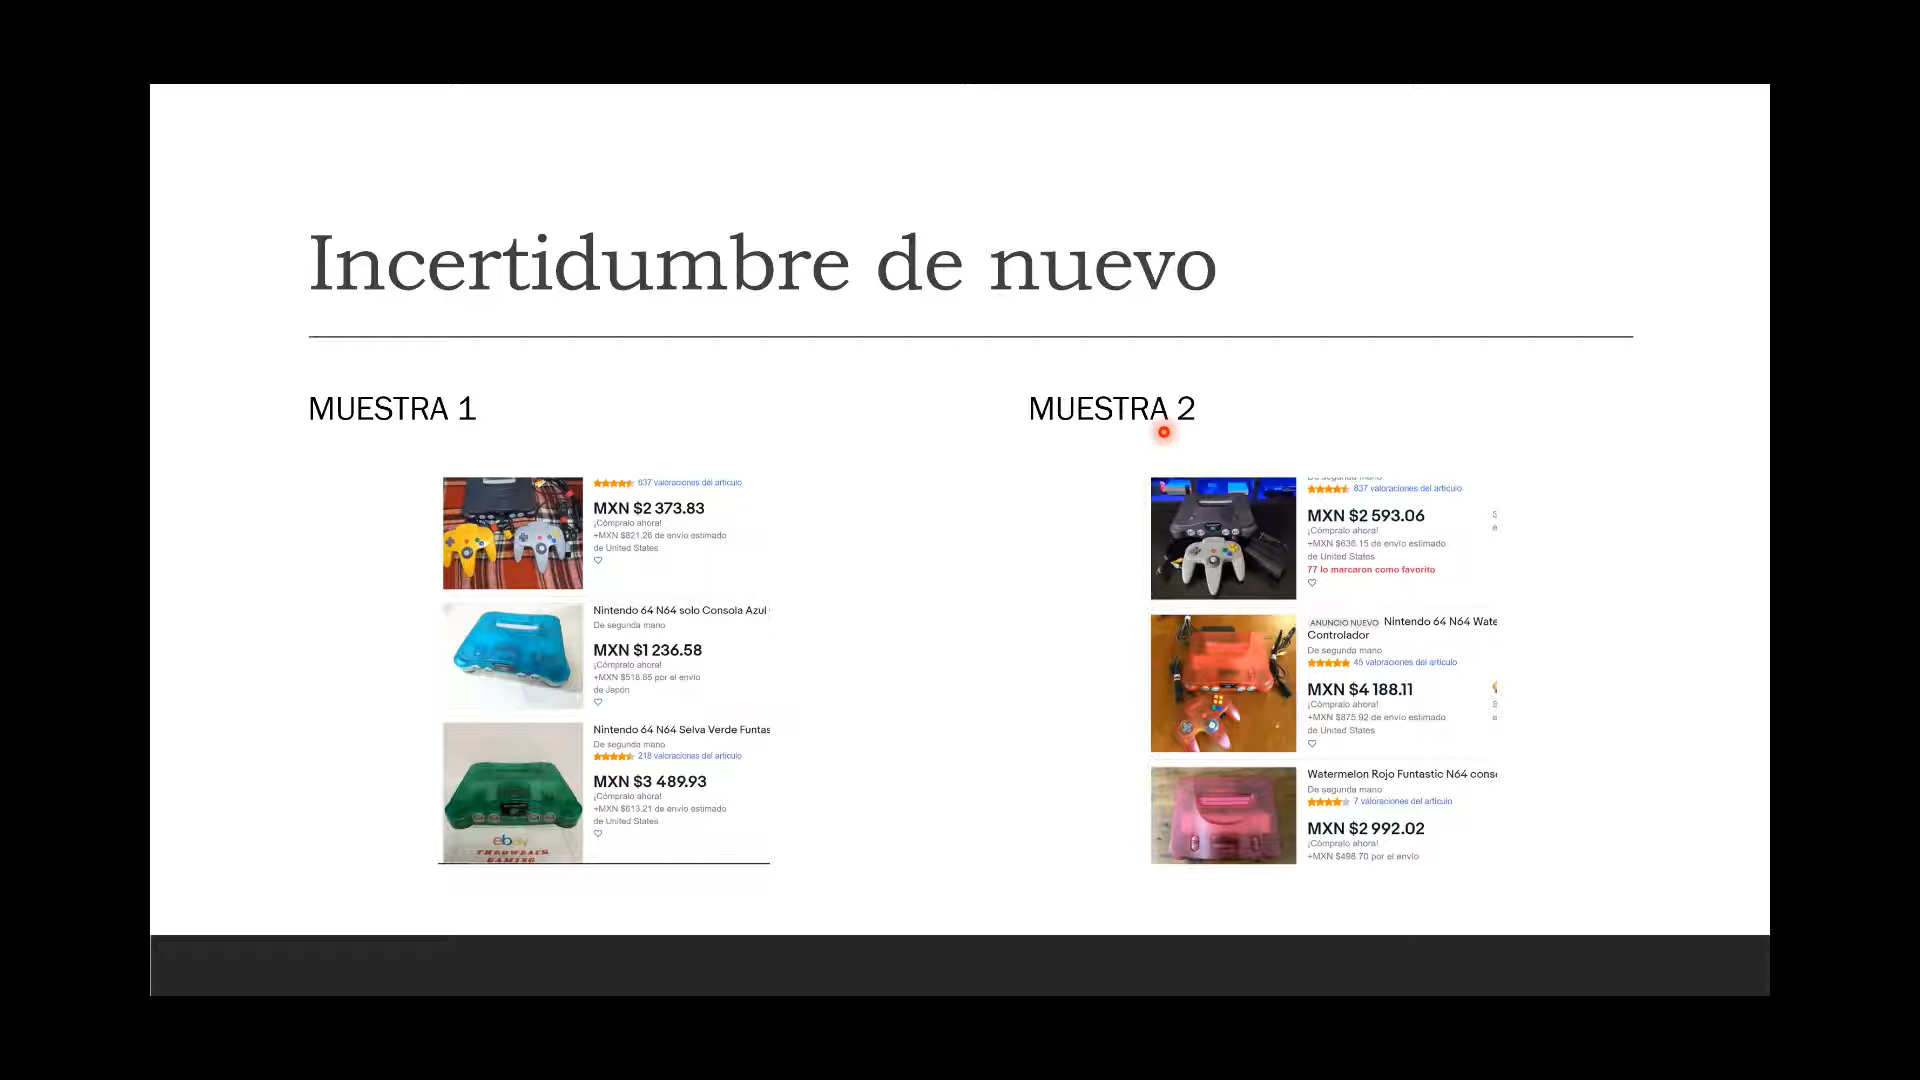 Incertidumbre de nuevo
MUESTRA 1
637 valoraciones del artículo
MXN $2 373.83
¡Cómpralo ahora!
+MXN $821.26 de envío estimado
de United States
Nintendo 64 N64 solo Consola Azul
De segunda mano
MXN $1 236.58
¡Cómpralo ahora!
+MXN $518.65 por el envío
de Japón
Nintendo 64 N64 Selva Verde Funtas
De segunda mano
218 valoraciones del artículo
MXN $3 489.93
¡Cómpralo ahora!
+MXN $613.21 de envío estimado
de United States
ebay
THROWBACK
GAMING
MUESTRA 2
De segunda mano
837 valoraciones del artículo
MXN $2 593.06
¡Cómpralo ahora!
+MXN $636.15 de envío estimado
de United States
77 lo marcaron como favorito
ANUNCIO NUEVO Nintendo 64 N64 Wate
Controlador
De segunda mano
45 valoraciones del artículo
MXN $4 188.11
¡Cómpralo ahora!
+MXN $875.92 de envío estimado
de United States
Watermelon Rojo Funtastic N64 cons
De segunda mano
7 valoraciones del artículo
MXN $2 992.02
¡Cómpralo ahora!
+MXN $498.70 por el envío